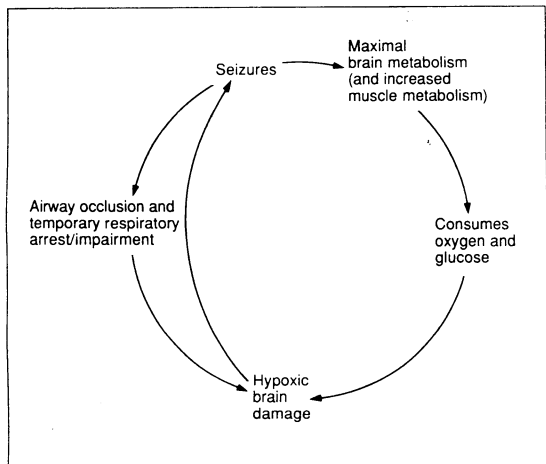 Seizures
Maximal
brain metabolism
(and increased
muscle metabolism)
Airway occlusion and
temporary respiratory
arrest/impairment
Consumes
oxygen and
glucose
Hypoxic
brain
damage